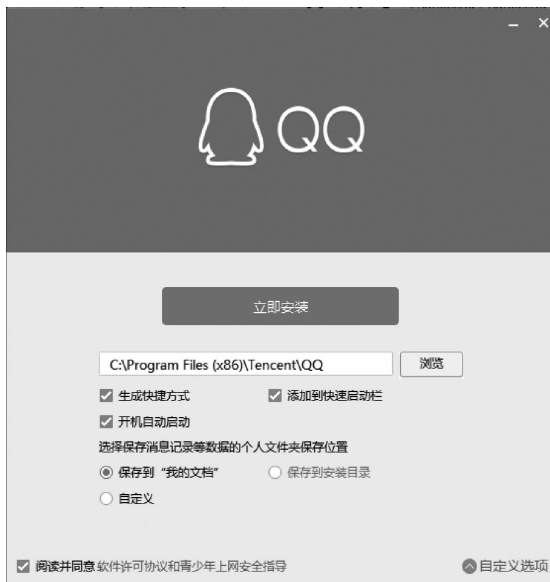 QQ
立即安装
C:\Program Files (x86)\Tencent\QQ 浏览
生成快捷方式 添加到快速启动栏
开机自动启动
选择保存消息记录等数据的个人文件夹保存位置
保存到“我的文档” 保存到安装目录
自定义
阅读并同意 软件许可协议和青少年上网安全指导 自定义选项